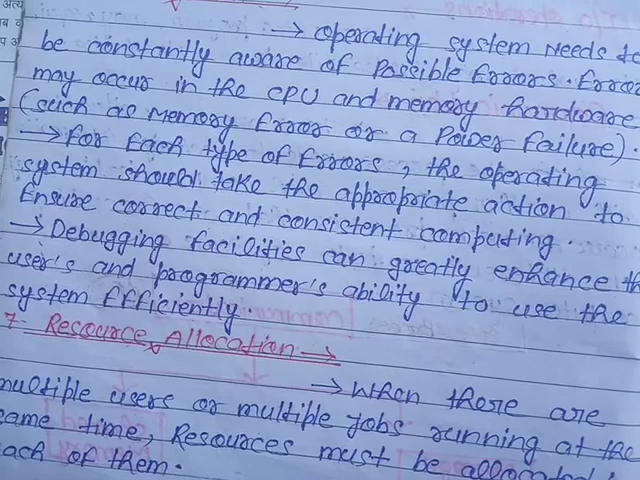 → Operating system Needs to
be constantly aware of Possible Errors. Error
may occur in the CPU and memory hardware
(such as Memory Error or a Power failure).
→ for Each type of Errors, the operating
system should take the appropriate action to
Ensure correct and consistent computing.
→ Debugging facilities can greatly enhance th
user's and programmer's ability to use the
system Efficiently.
7- Resource Allocation →
→ When there are
multible users or multible Jobs running at the
same time, Resources must be allocated
each of them.